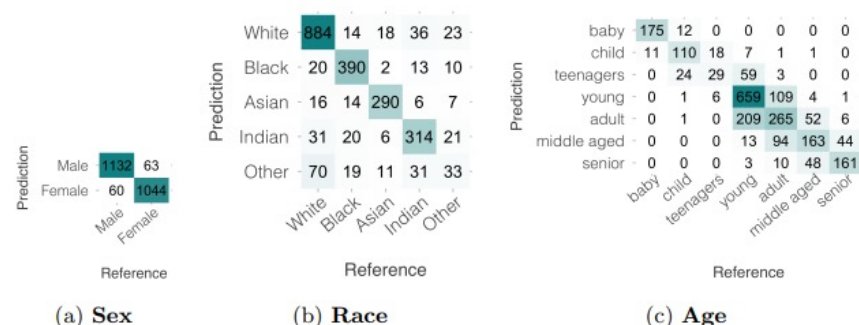 White 884 14 18 36 23
Black 20 390 2 13 10
Asian 16 14 290 6 7
Indian 31 20 6 314 21
Other 70 19 11 31 33
White Black Asian Indian Other
Prediction
Reference
baby 175 12 0 0 0 0 0
child 11 110 18 7 1 1 0
teenagers 0 24 29 59 3 0 0
young 0 1 6 659 109 4 1
adult 0 1 0 209 265 52 6
middle aged 0 0 0 13 94 163 44
senior 0 0 0 3 10 48 161
baby child teenagers young adult middle aged senior
Prediction
Reference
Male 1132 63
Female 60 1044
Male Female
Prediction
Reference
(a) Sex
(b) Race
(c) Age